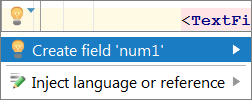 <TextFi
Create field 'num1'
Inject language or reference